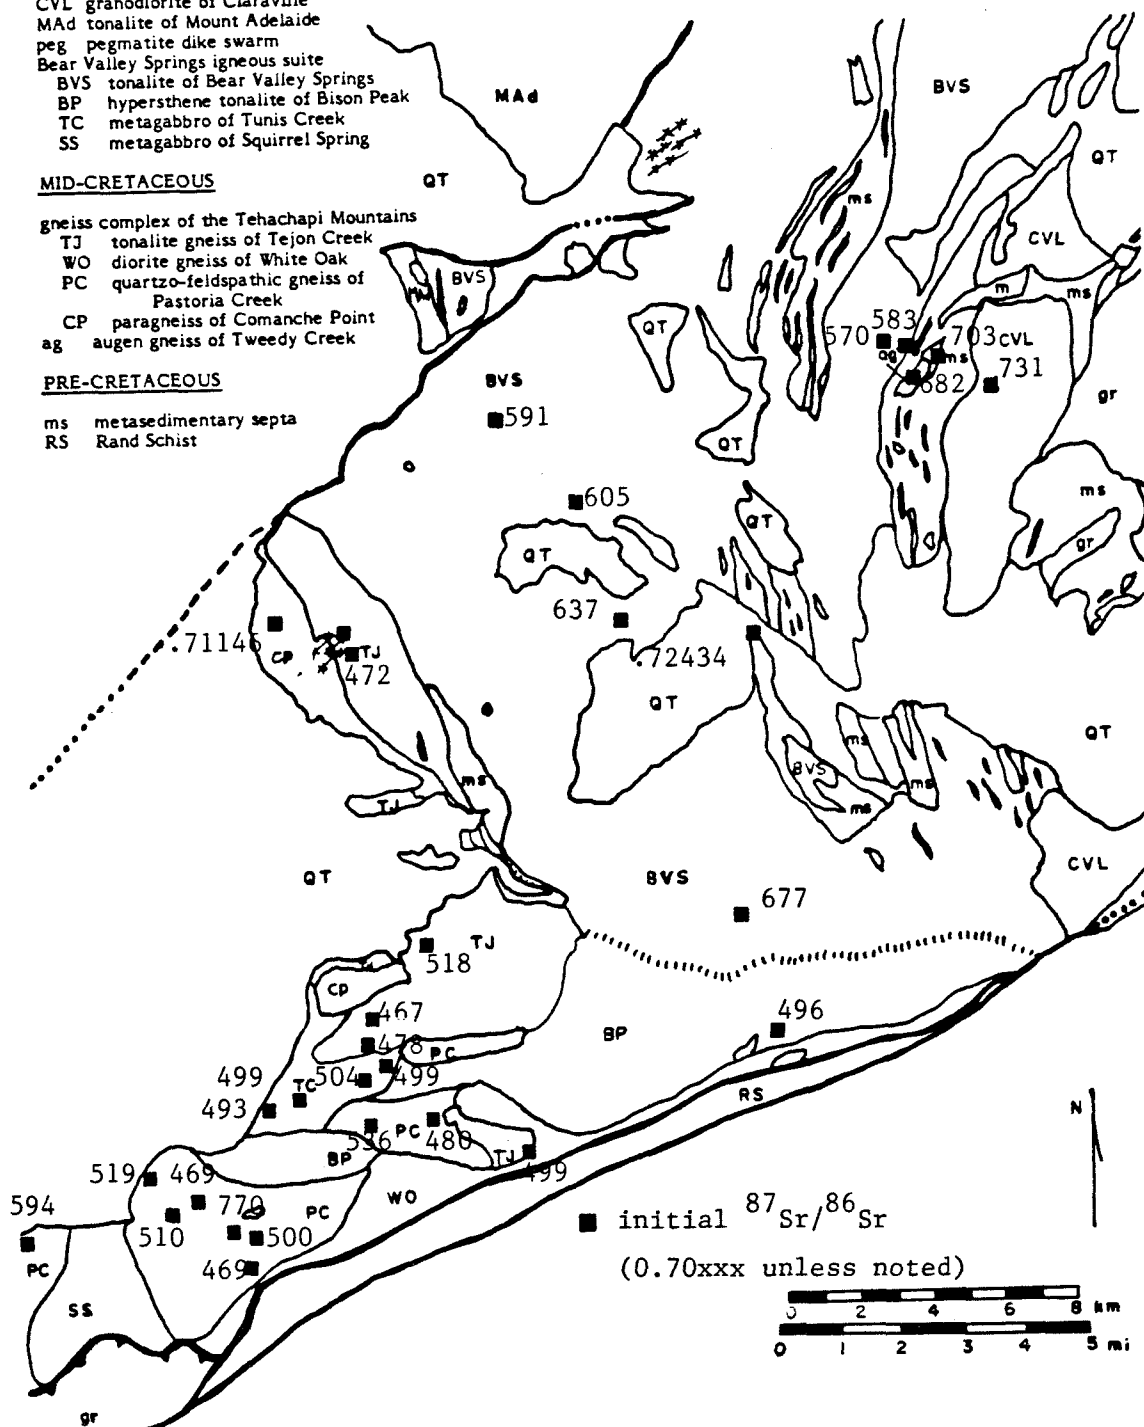 CVL granodiorite of Claraville
MAd tonalite of Mount Adelaide
peg pegmatite dike swarm
Bear Valley Springs igneous suite
BVS tonalite of Bear Valley Springs
BP hypersthene tonalite of Bison Peak
TC metagabbro of Tunis Creek
SS metagabbro of Squirrel Spring
MID-CRETACEOUS
gneiss complex of the Tehachapi Mountains
TJ tonalite gneiss of Tejon Creek
WO diorite gneiss of White Oak
PC quartzo-feldspathic gneiss of
Pastoria Creek
CP paragneiss of Comanche Point
ag augen gneiss of Tweedy Creek
PRE-CRETACEOUS
ms metasedimentary septa
RS Rand Schist
MAd
BVS
QT
QT
ms
CVL
BVS
m
ms
QT
583
570
703
CVL
ag
ms
682
731
gr
BVS
591
QT
ms
605
QT
QT
gr
637
.71146
CP
TJ
472
.72434
QT
ms
QT
BVS
ms
ms
ms
TJ
QT
BVS
CVL
677
TJ
518
CP
467
496
478
PC
BP
499
504
499
TC
RS
493
N
536
PC
480
BP
TJ
499
519
469
WO
594
770
PC
510
500
PC
469
SS
gr
initial 87Sr/86Sr
(0.70xxx unless noted)
0 2 4 6 8 km
0 1 2 3 4 5 mi